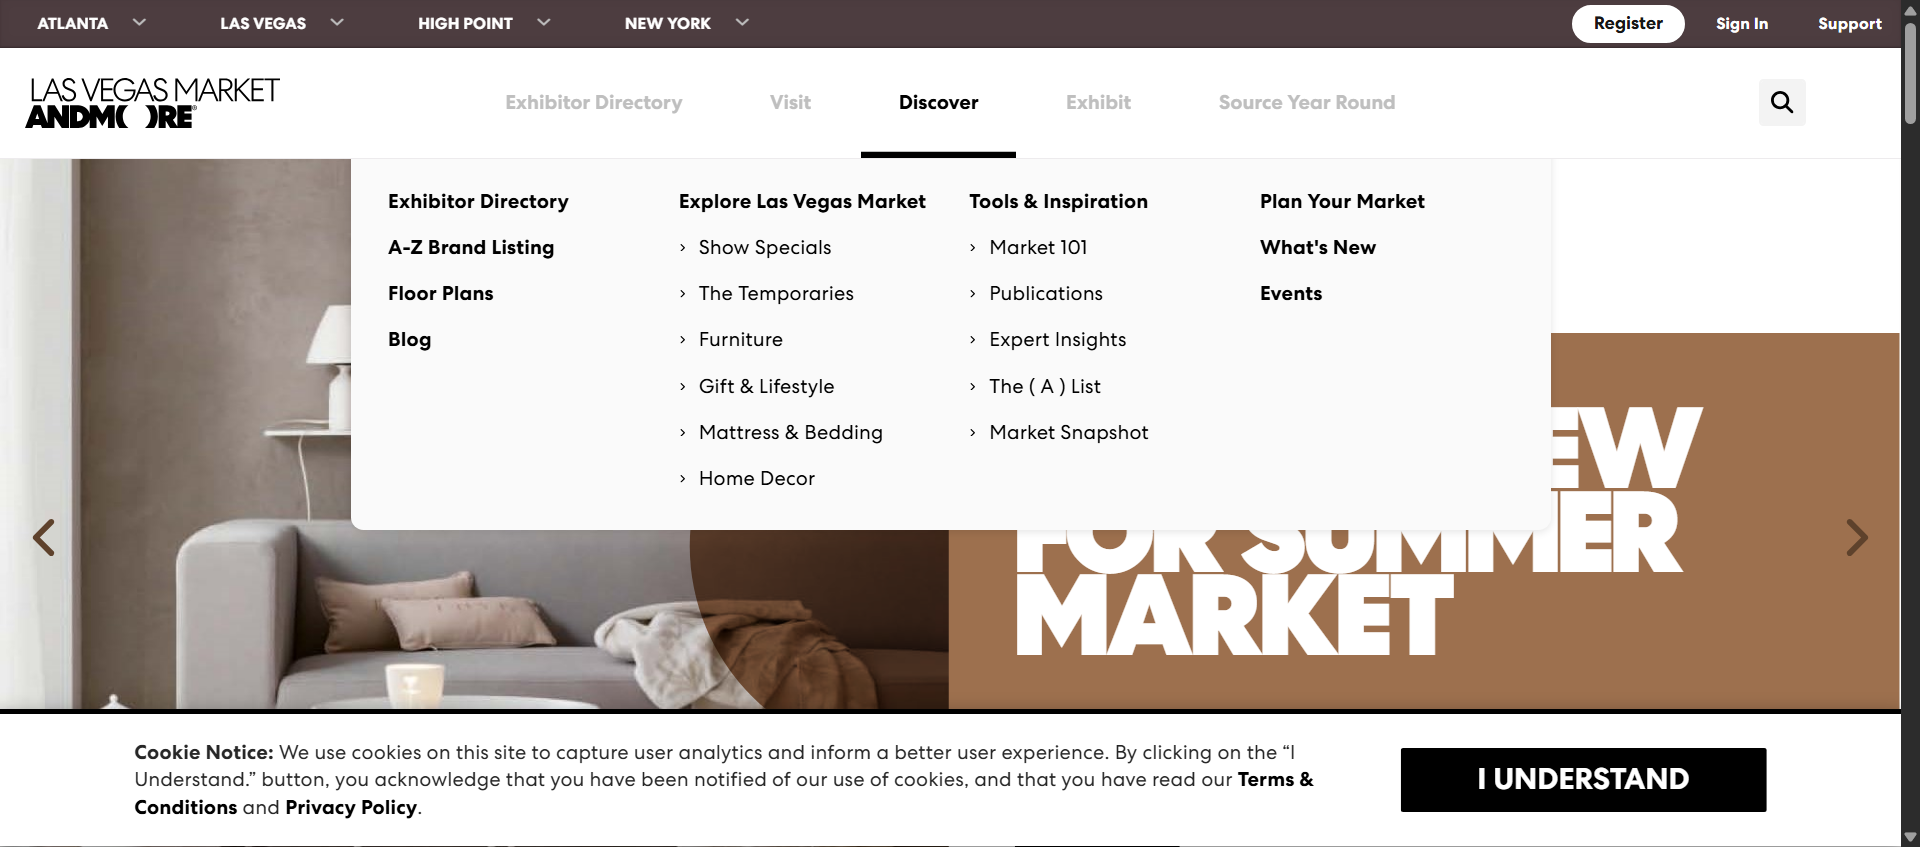 ATLANTA
LAS VEGAS
HIGH POINT
NEW YORK
Register
Sign In
Support
LAS VEGAS MARKET
ANDMORE®
Exhibitor Directory
Visit
Discover
Exhibit
Source Year Round
Exhibitor Directory
A-Z Brand Listing
Floor Plans
Blog
Explore Las Vegas Market
Show Specials
The Temporaries
Furniture
Gift & Lifestyle
Mattress & Bedding
Home Decor
Tools & Inspiration
Market 101
Publications
Expert Insights
The ( A ) List
Market Snapshot
Plan Your Market
What's New
Events
EW
FOR SUMMER
MARKET
Cookie Notice: We use cookies on this site to capture user analytics and inform a better user experience. By clicking on the “I
Understand.” button, you acknowledge that you have been notified of our use of cookies, and that you have read our Terms &
Conditions and Privacy Policy.
I UNDERSTAND